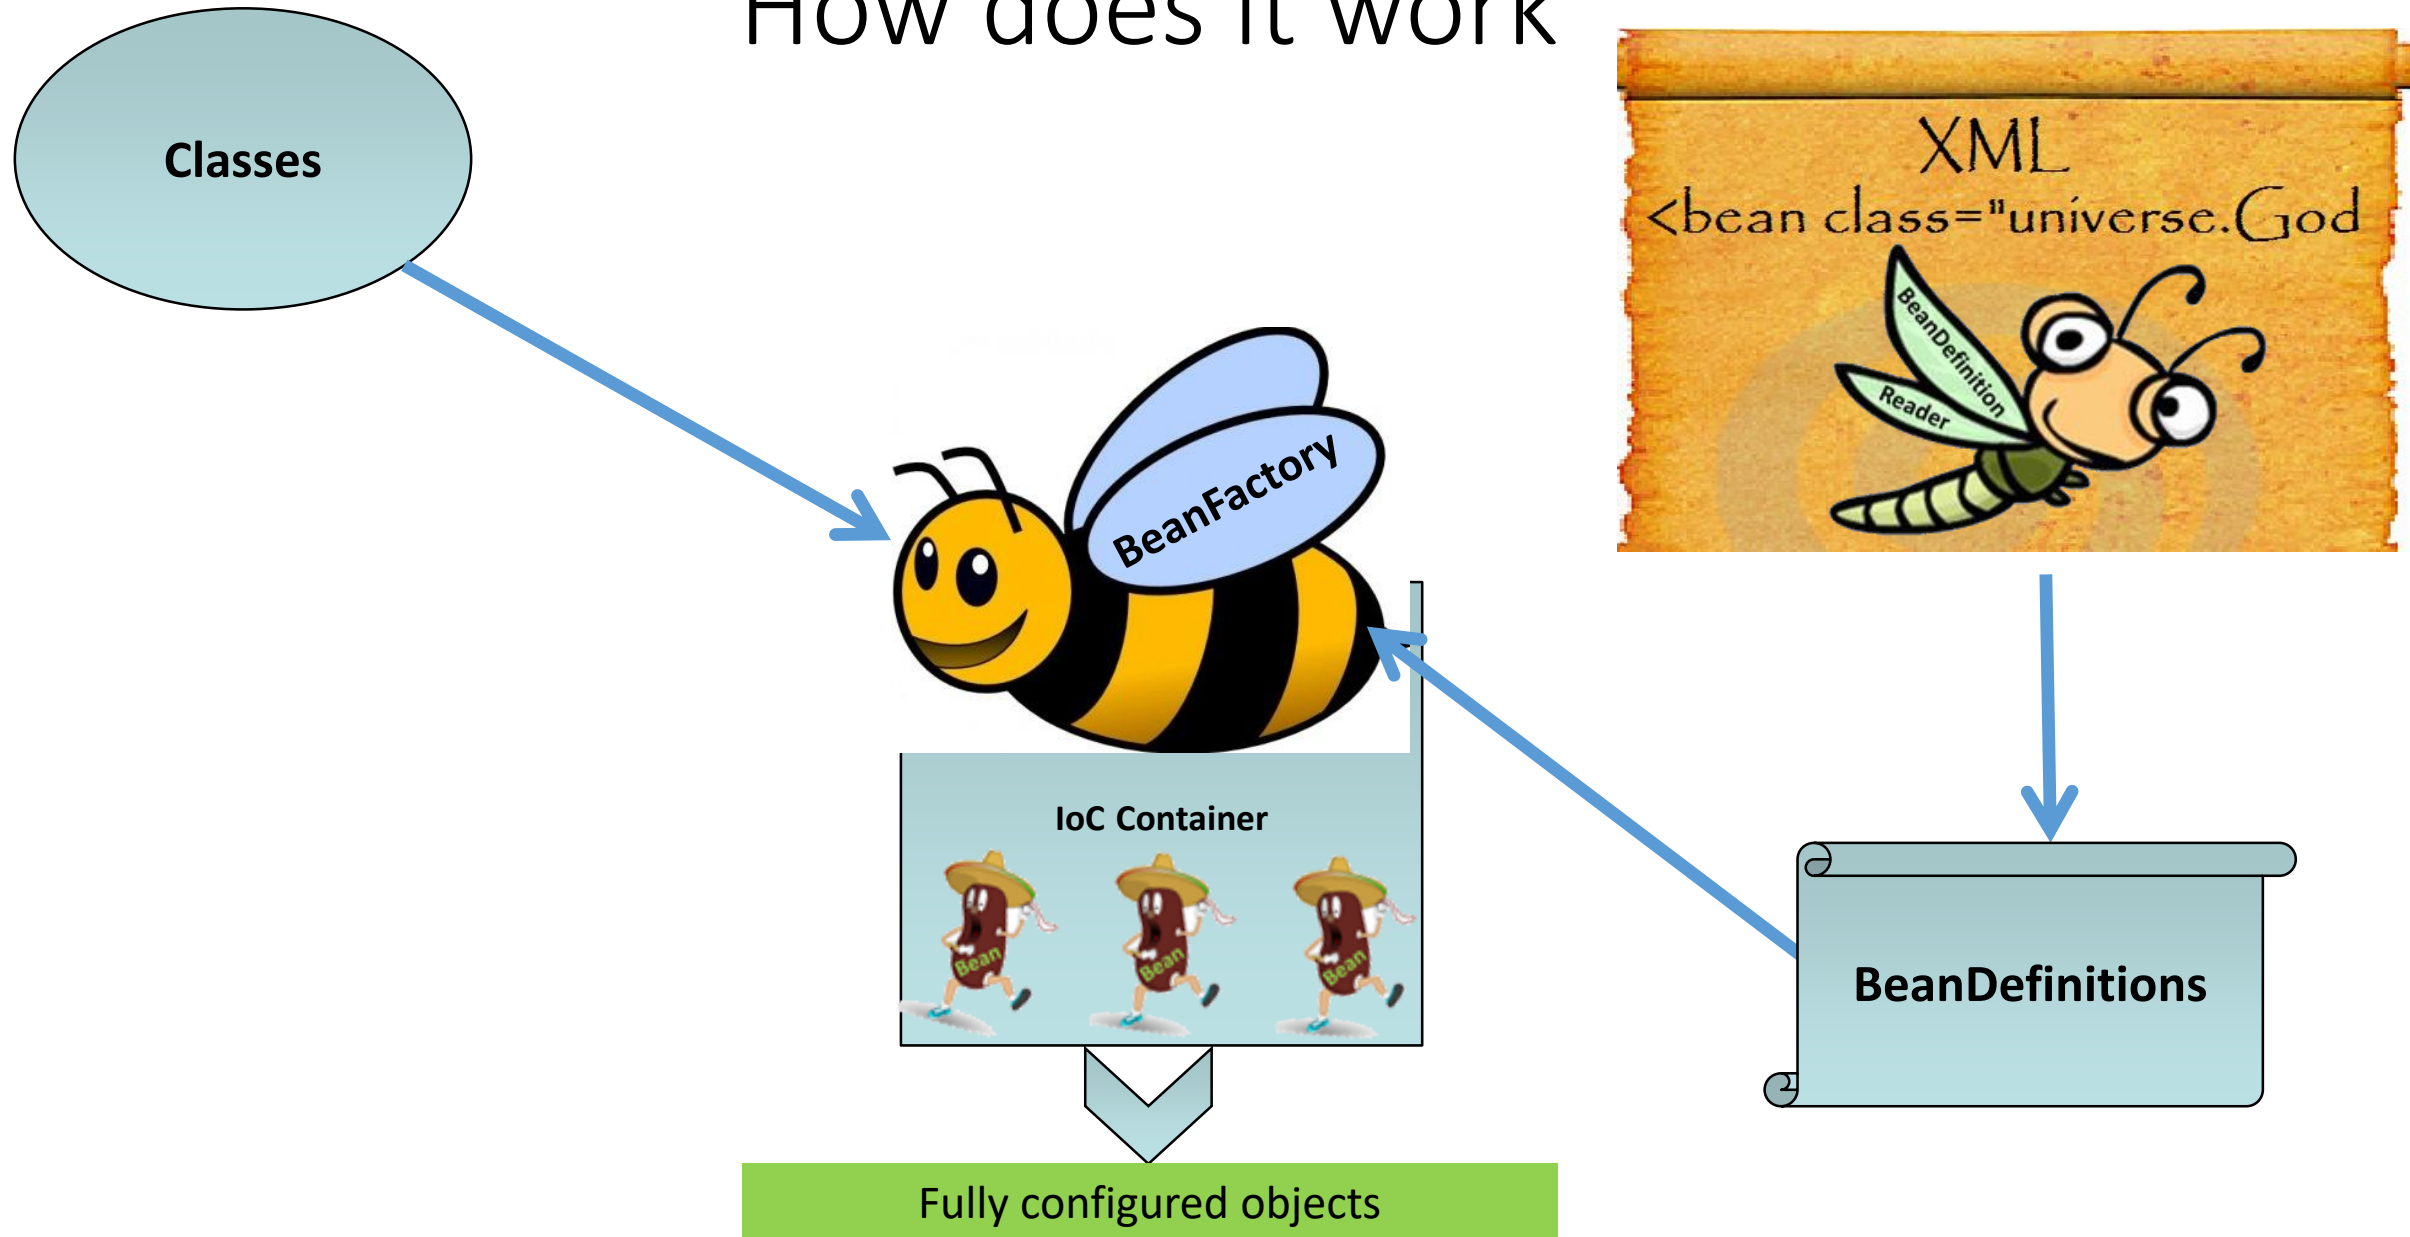 How does it work
Classes
XML
<bean class="universe.God
BeanDefinition
Reader
BeanFactory
IoC Container
Bean
Bean
Bean
BeanDefinitions
Fully configured objects